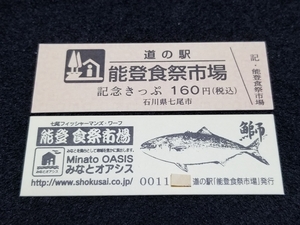 道の駅
能登食祭市場
記念きっぷ 160円(税込)
石川県七尾市
記・能登食祭市場
七尾フィッシャーマンズ・ワーフ
能登食祭市場
Minato OASIS
みなとオアシス
http://www.shokusai.co.jp/
鰤
0011
道の駅「能登食祭市場」発行